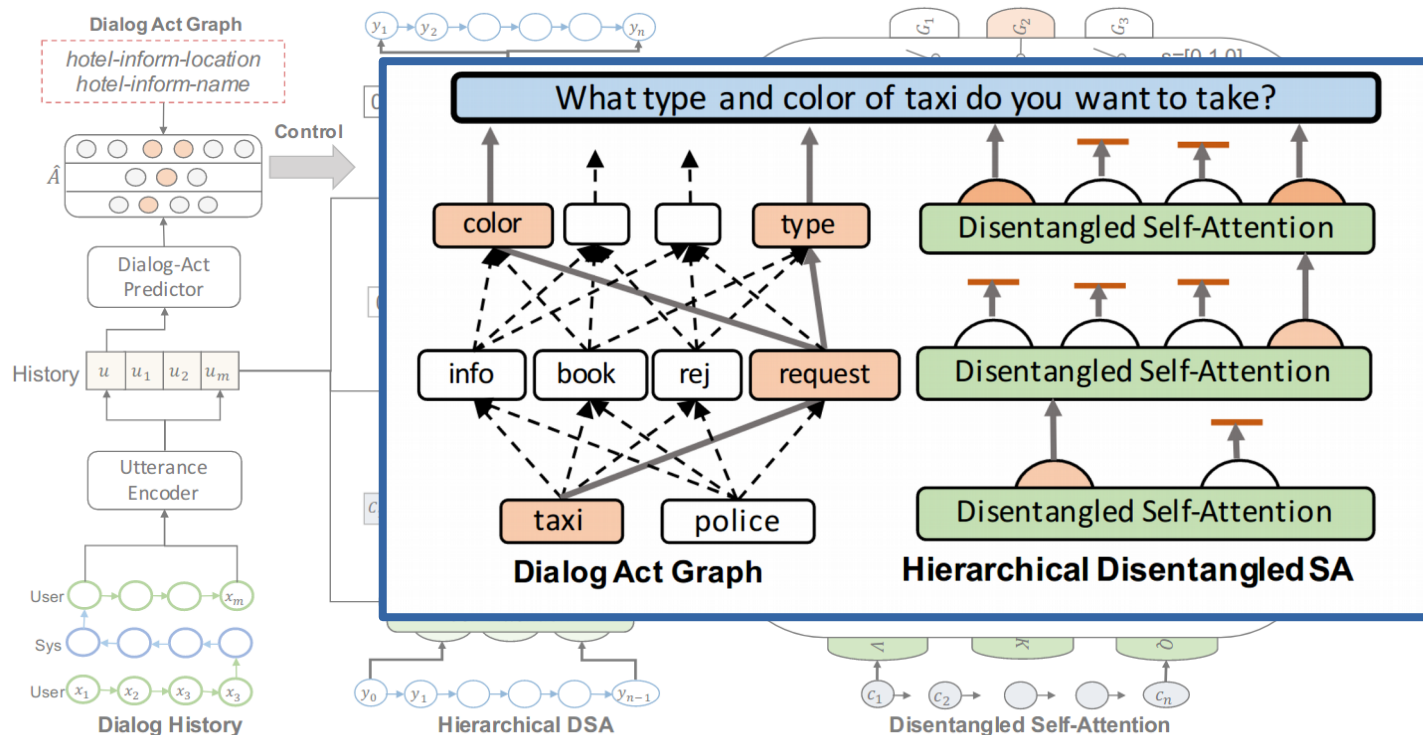 Dialog Act Graph
hotel-inform-location
hotel-inform-name
Â
Control
Dialog-Act
Predictor
History
u u₁ u₂ uₘ
Utterance
Encoder
User
xₘ
Sys
User
x₁ x₂ x₃ x₃
Dialog History
y₁ y₂ yₙ
G₁ G₂ G₃
s=[0,1,0]
What type and color of taxi do you want to take?
color type
info book rej request
taxi police
Dialog Act Graph
Disentangled Self-Attention
Disentangled Self-Attention
Disentangled Self-Attention
Hierarchical Disentangled SA
y₀ y₁ yₙ₋₁
Hierarchical DSA
V K Q
c₁ c₂ cₙ
Disentangled Self-Attention